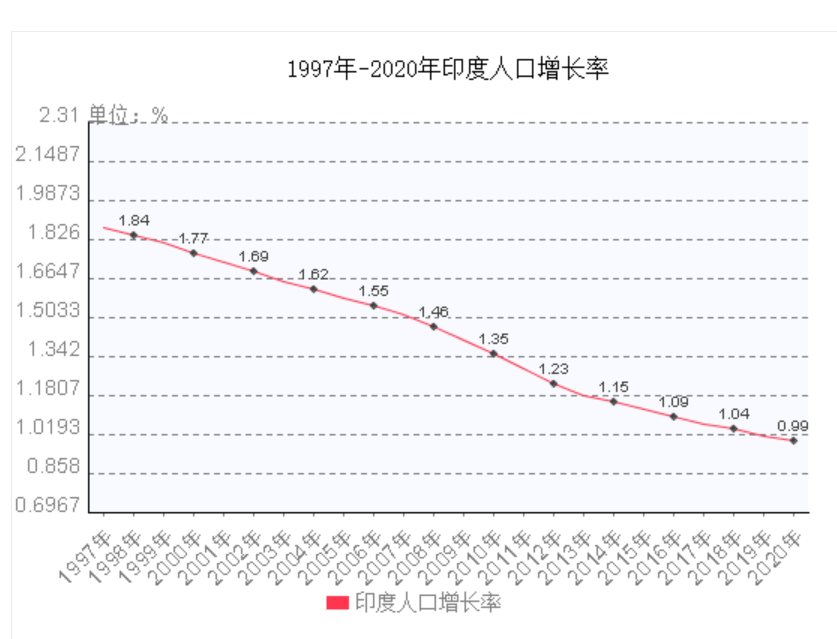 1997年-2020年印度人口增长率
单位：%
2.31
2.1487
1.9873
1.826
1.6647
1.5033
1.342
1.1807
1.0193
0.858
0.6967
1.84
1.77
1.69
1.62
1.55
1.46
1.35
1.23
1.15
1.09
1.04
0.99
1997年
1998年
1999年
2000年
2001年
2002年
2003年
2004年
2005年
2006年
2007年
2008年
2009年
2010年
2011年
2012年
2013年
2014年
2015年
2016年
2017年
2018年
2019年
2020年
印度人口增长率